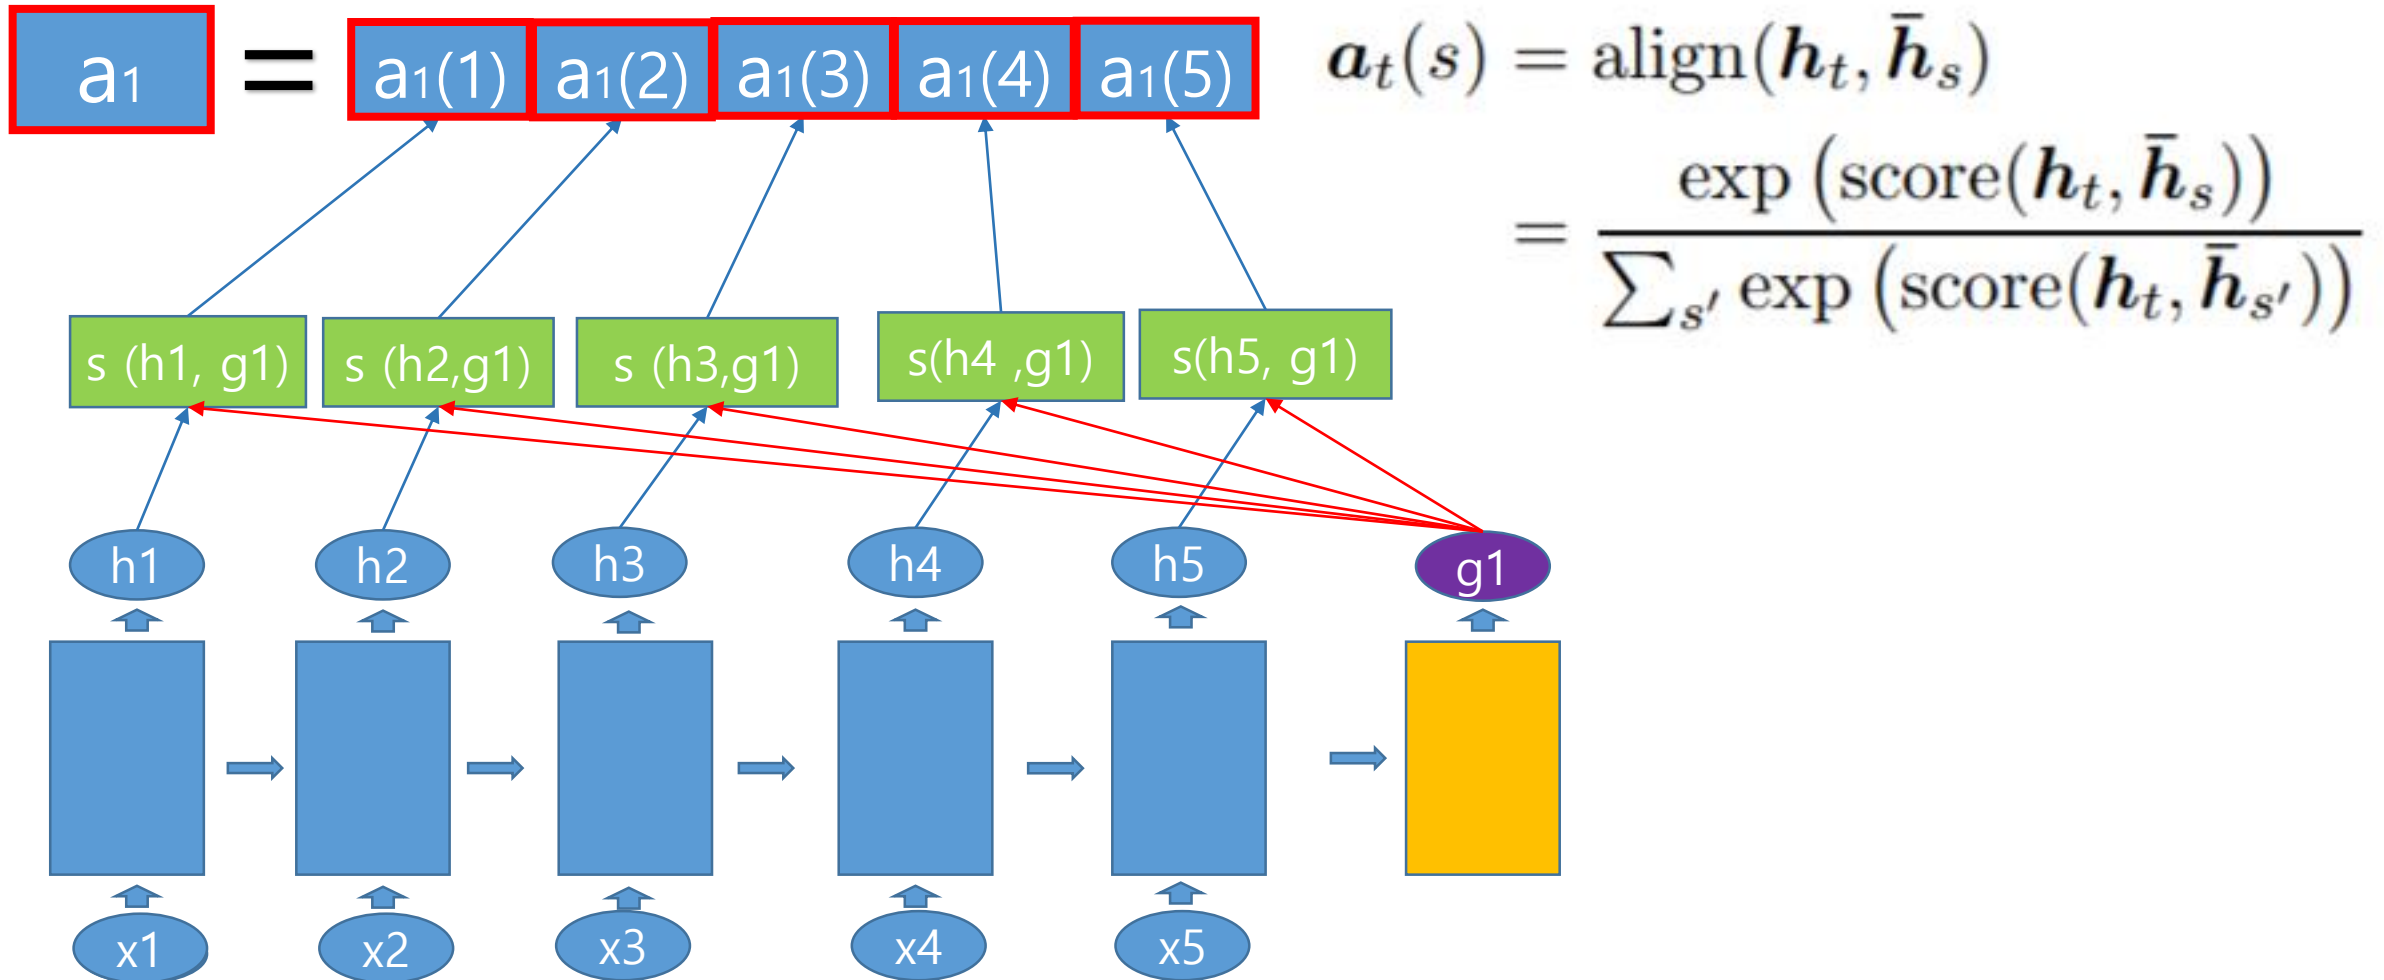 a1 = a1(1) a1(2) a1(3) a1(4) a1(5)
a_t(s) = align(h_t, h̄_s)
= exp (score(h_t, h̄_s)) / ∑_{s'} exp (score(h_t, h̄_{s'}))
s (h1, g1) s (h2,g1) s (h3,g1) s(h4 ,g1) s(h5, g1)
h1 h2 h3 h4 h5 g1
x1 x2 x3 x4 x5